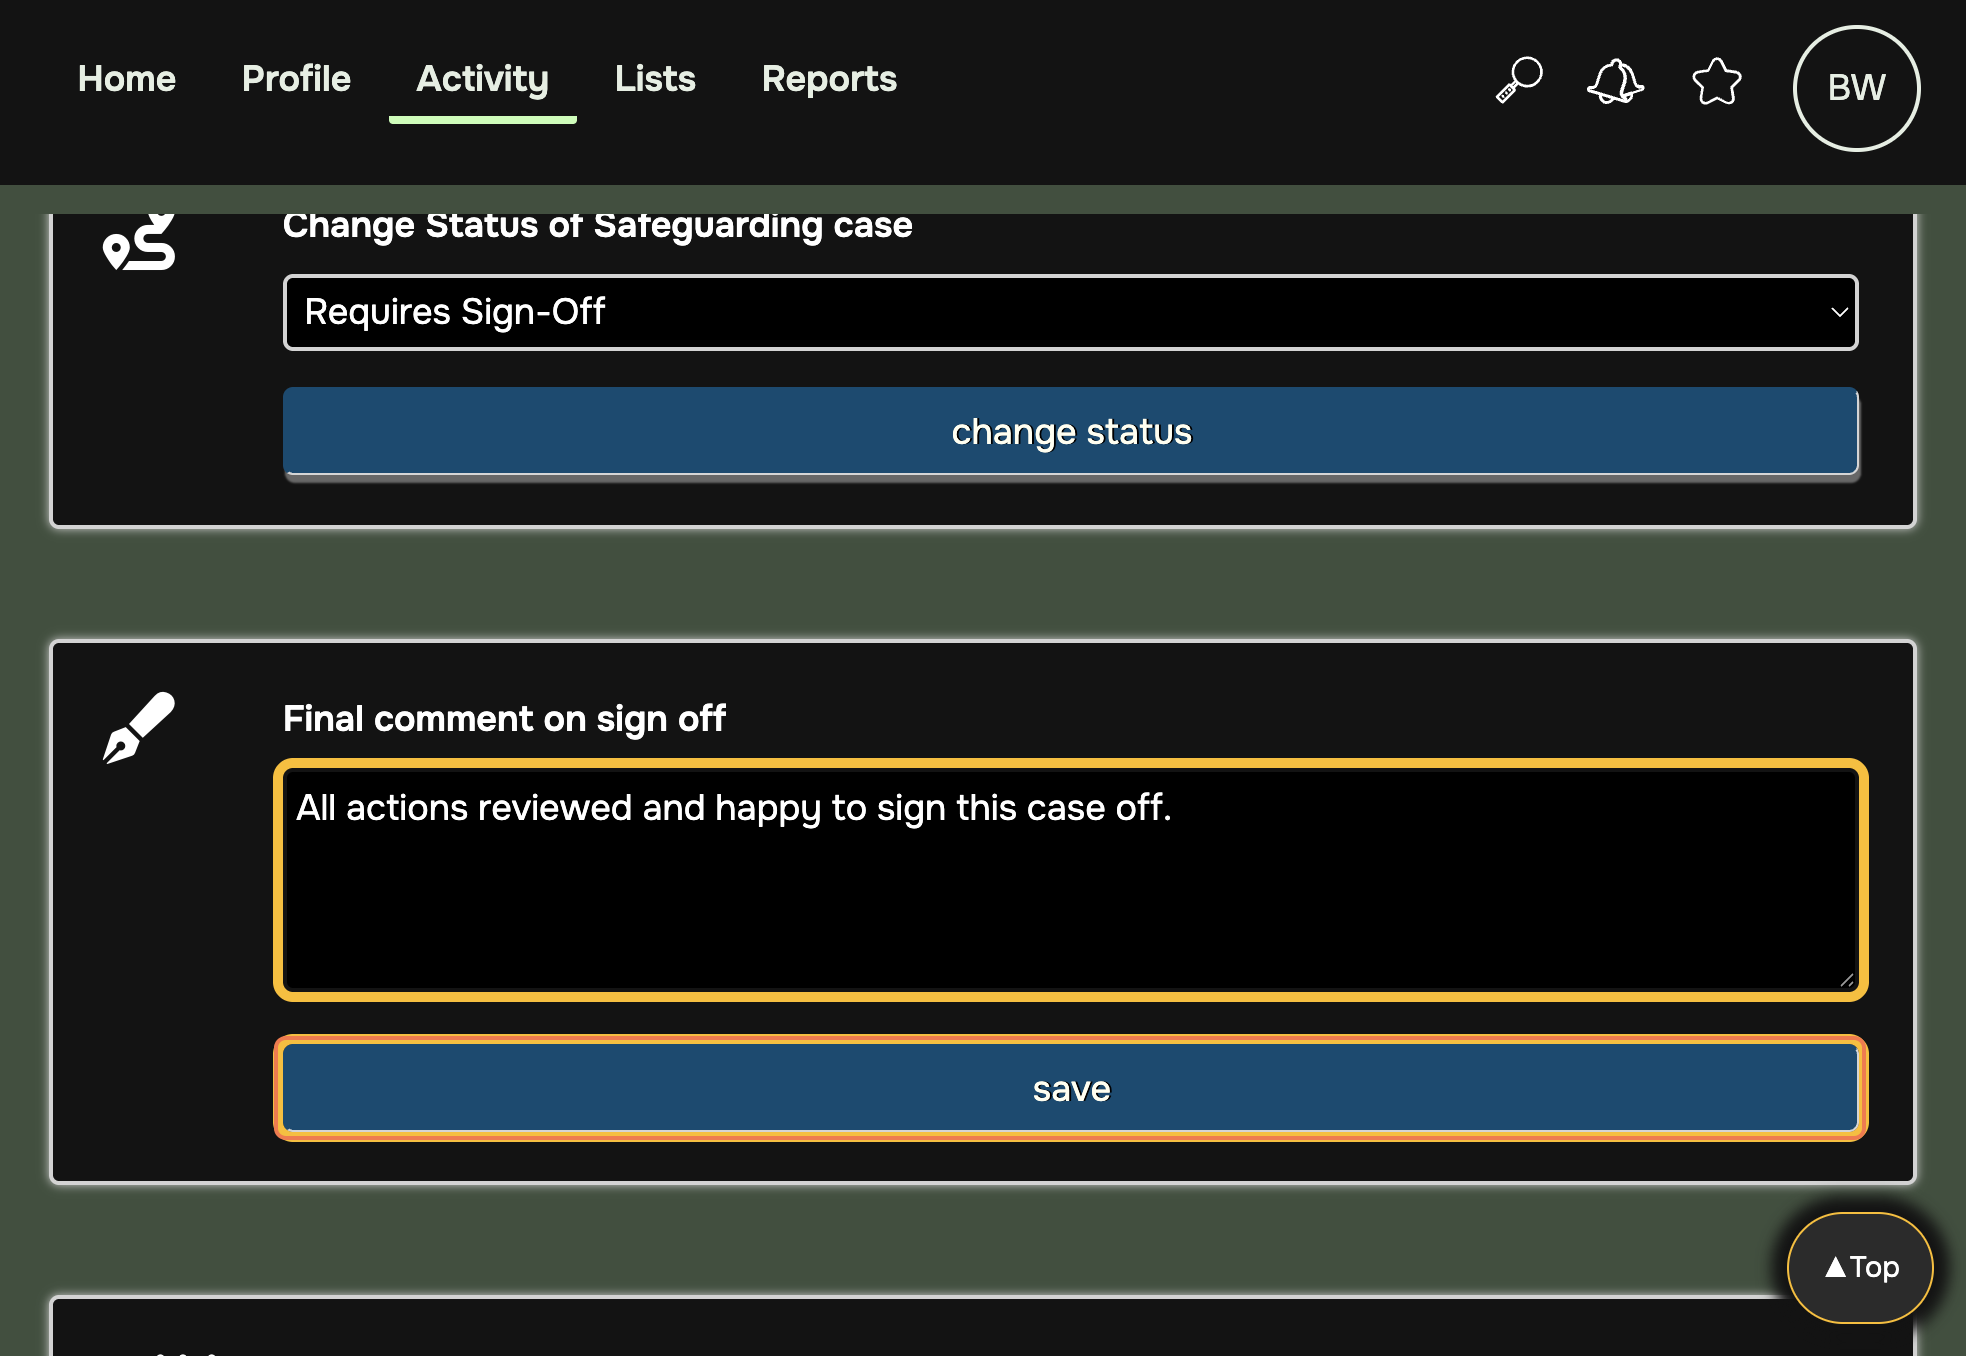 Home Profile Activity Lists Reports BW
Change Status of Safeguarding case
Requires Sign-Off
change status
Final comment on sign off
All actions reviewed and happy to sign this case off.
save
▲Top